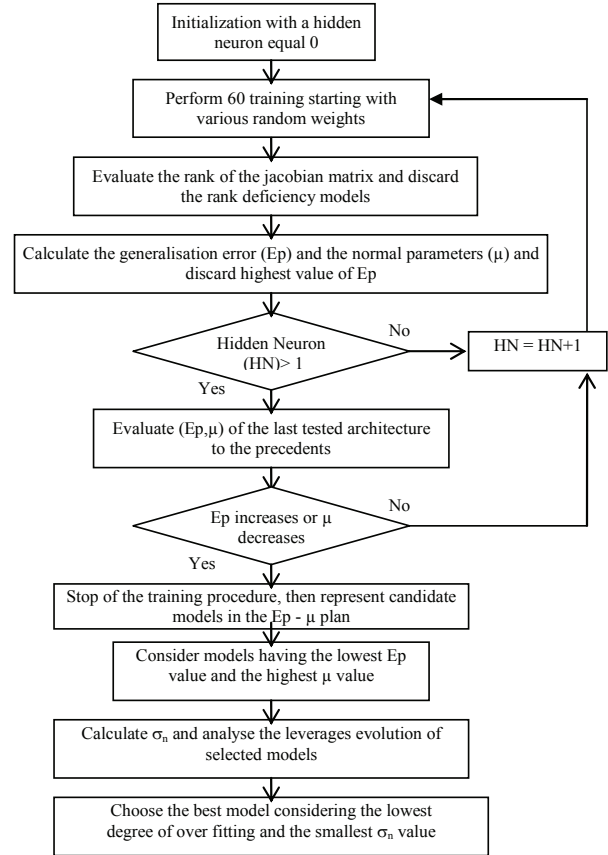 Initialization with a hidden
neuron equal 0
Perform 60 training starting with
various random weights
Evaluate the rank of the jacobian matrix and discard
the rank deficiency models
Calculate the generalisation error (Ep) and the normal parameters (μ) and
discard highest value of Ep
Hidden Neuron
(HN)> 1
No
HN = HN+1
Yes
Evaluate (Ep,μ) of the last tested architecture
to the precedents
Ep increases or μ
decreases
No
Yes
Stop of the training procedure, then represent candidate
models in the Ep - μ plan
Consider models having the lowest Ep
value and the highest μ value
Calculate σn and analyse the leverages evolution of
selected models
Choose the best model considering the lowest
degree of over fitting and the smallest σn value